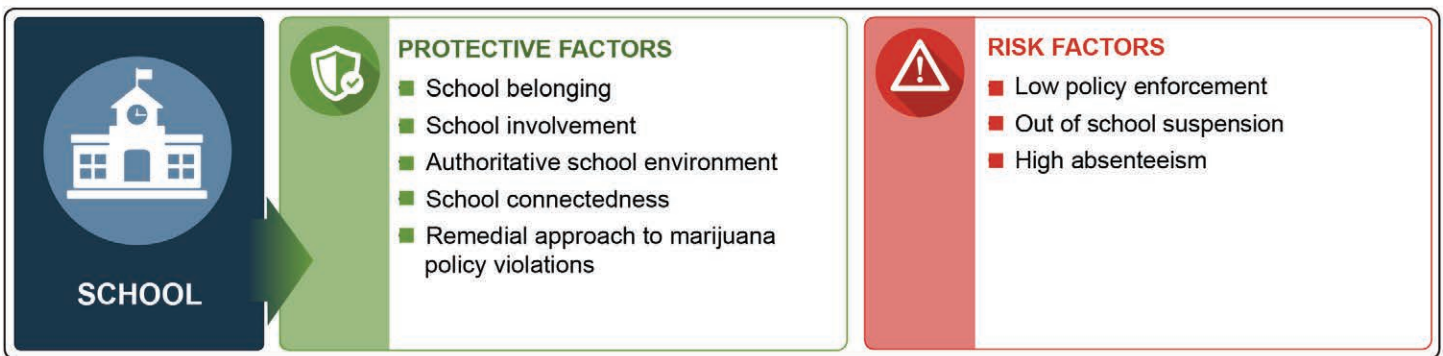 SCHOOL
PROTECTIVE FACTORS
School belonging
School involvement
Authoritative school environment
School connectedness
Remedial approach to marijuana
policy violations
RISK FACTORS
Low policy enforcement
Out of school suspension
High absenteeism